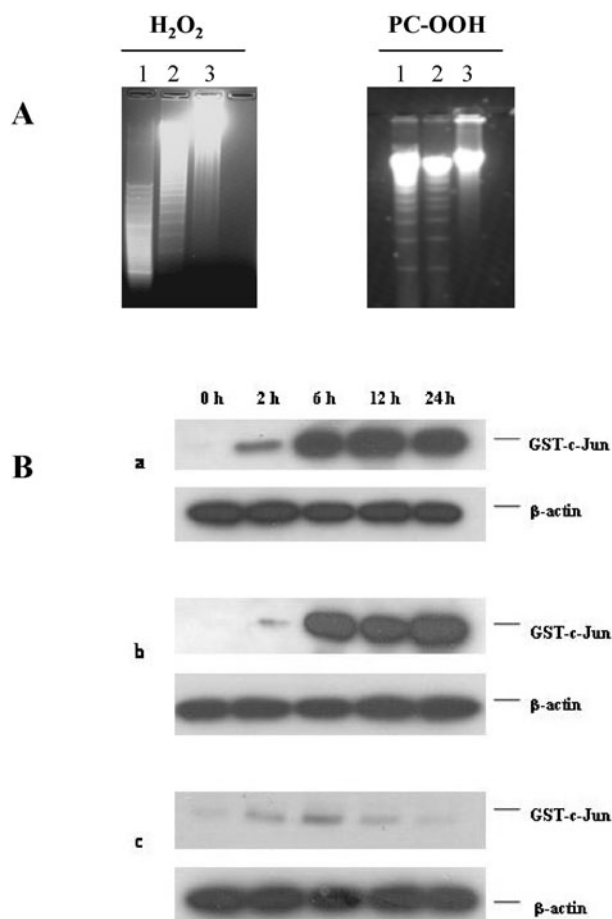 H₂O₂ PC-OOH
1 2 3 1 2 3
A
0 h 2 h 6 h 12 h 24 h
GST-c-Jun
a
B
β-actin
GST-c-Jun
b
β-actin
GST-c-Jun
c
β-actin